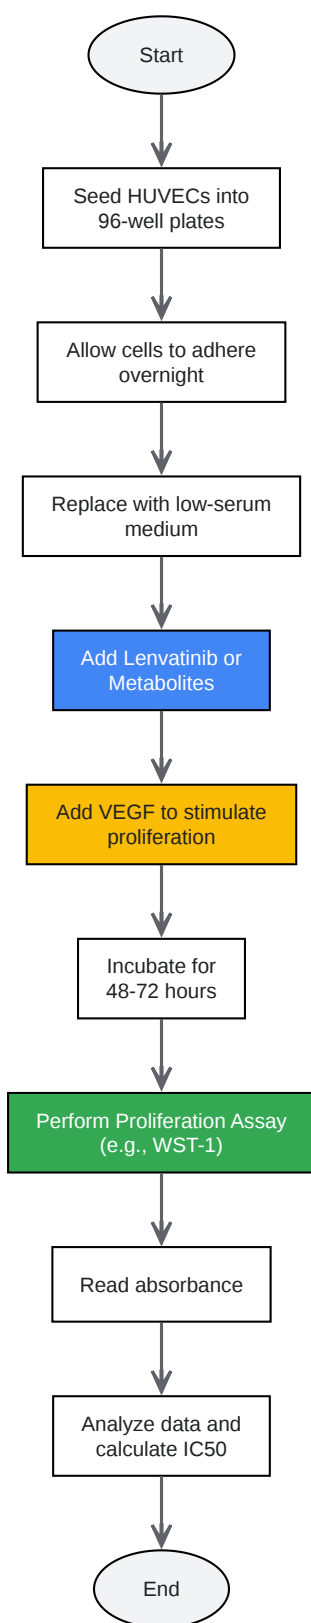 Start
Seed HUVECs into
96-well plates
Allow cells to adhere
overnight
Replace with low-serum
medium
Add Lenvatinib or
Metabolites
Add VEGF to stimulate
proliferation
Incubate for
48-72 hours
Perform Proliferation Assay
(e.g., WST-1)
Read absorbance
Analyze data and
calculate IC50
End